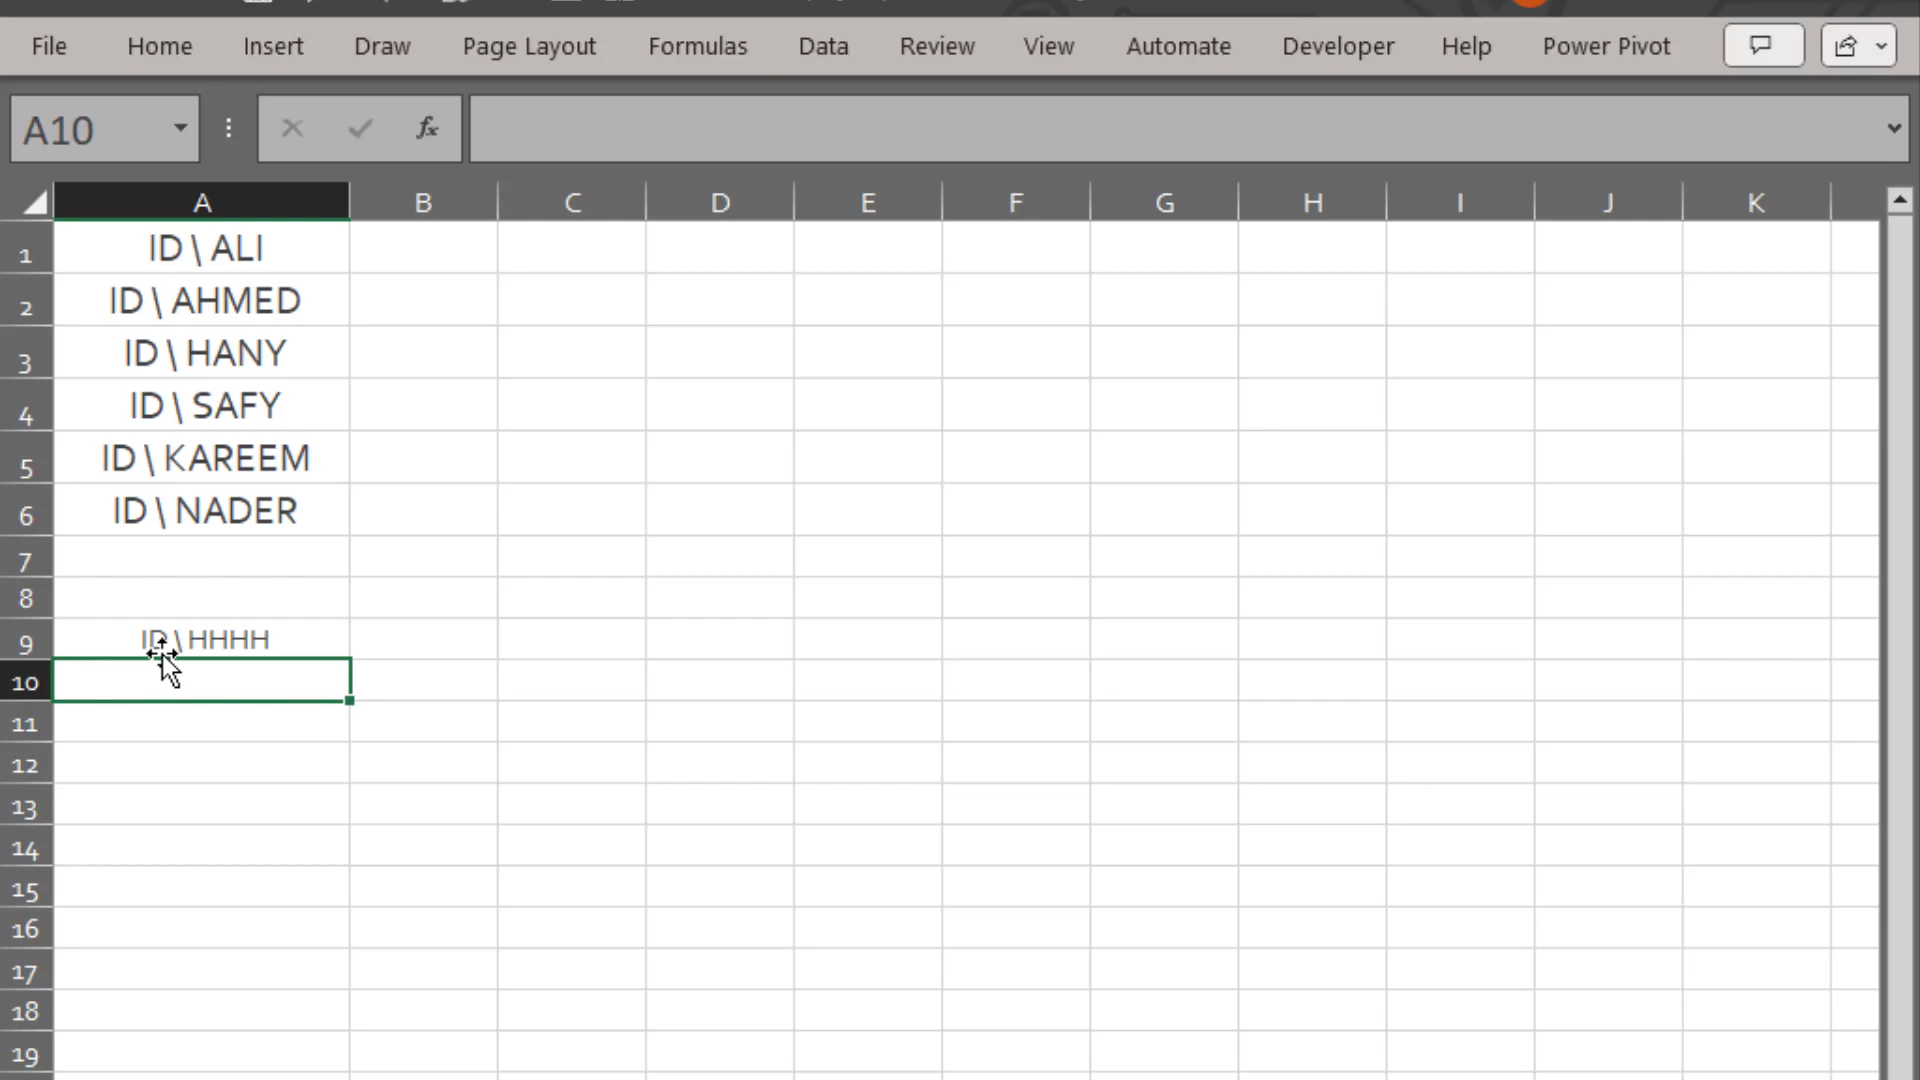 File Home Insert Draw Page Layout Formulas Data Review View Automate Developer Help Power Pivot
A10 fx
A B C D E F G H I J K
1 ID \ ALI
2 ID \ AHMED
3 ID \ HANY
4 ID \ SAFY
5 ID \ KAREEM
6 ID \ NADER
7
8
9 ID \ HHHH
10
11
12
13
14
15
16
17
18
19